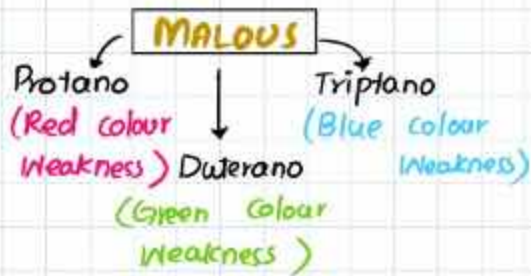 MALOUS
Protano
(Red colour
Weakness)
Duterano
(Green Colour
Weakness)
Triptano
(Blue colour
Weakness)